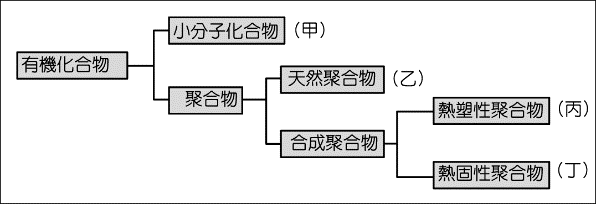 小分子化合物（甲）
有機化合物
聚合物
天然聚合物（乙）
合成聚合物
熱塑性聚合物（丙）
熱固性聚合物（丁）